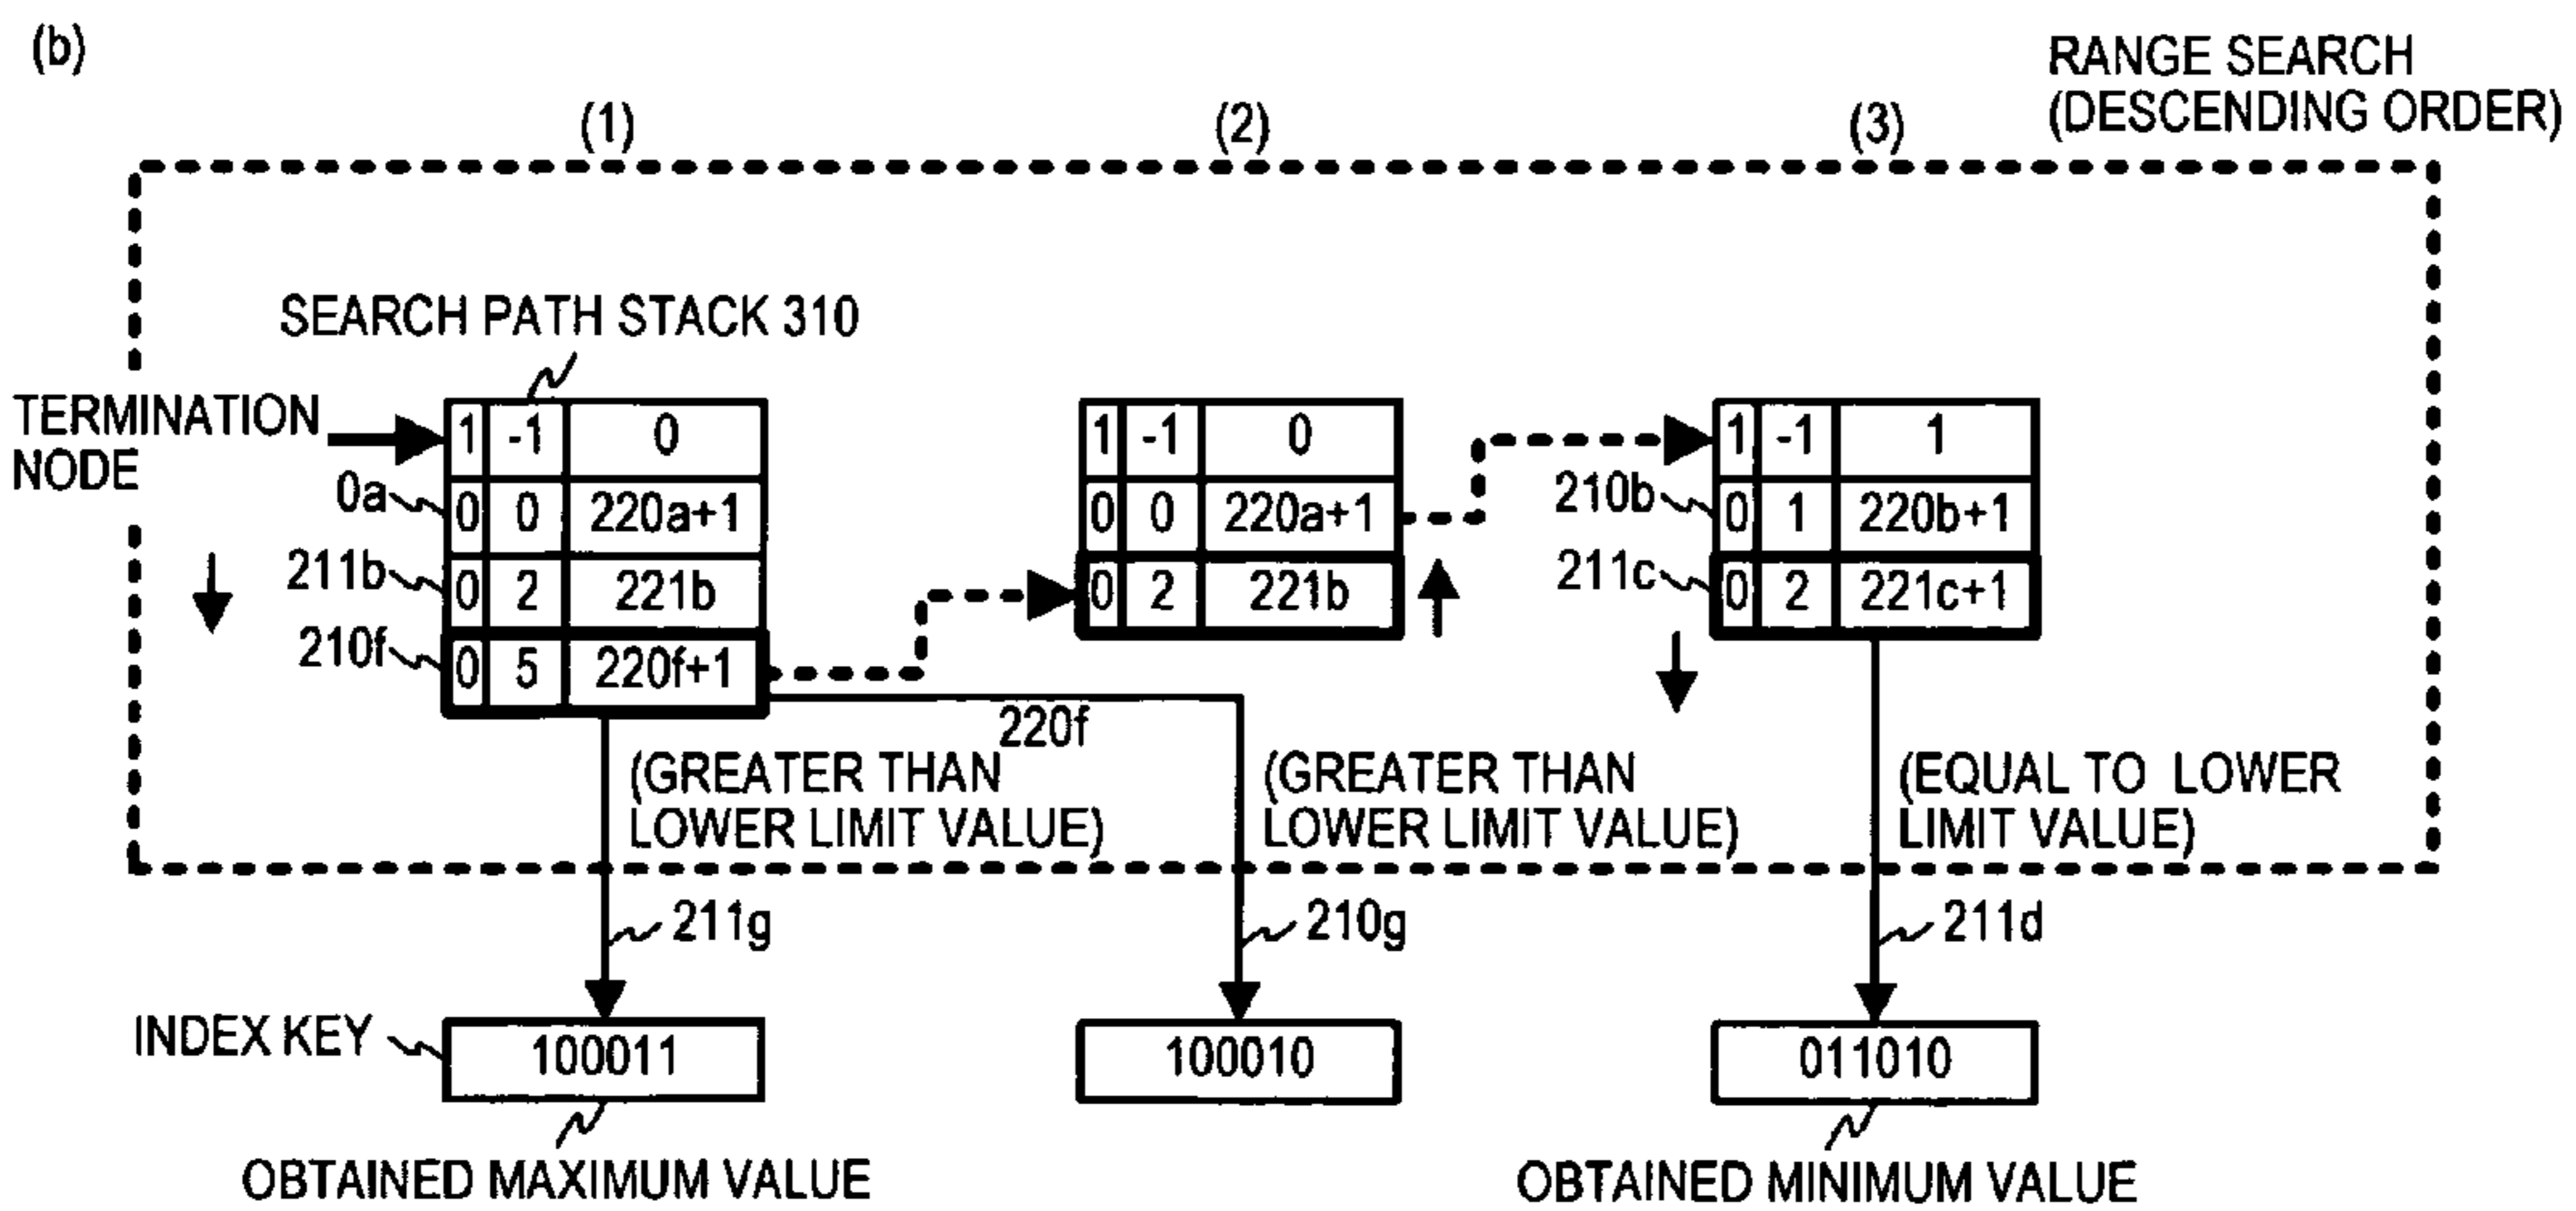 (b)
RANGE SEARCH
(DESCENDING ORDER)
(1)
(2)
(3)
SEARCH PATH STACK 310
TERMINATION
NODE
1 -1 0
0a 0 0 220a+1
211b 0 2 221b
210f 0 5 220f+1
1 -1 0
0 0 220a+1
0 2 221b
1 -1 1
210b 0 1 220b+1
211c 0 2 221c+1
220f
(GREATER THAN
LOWER LIMIT VALUE)
(GREATER THAN
LOWER LIMIT VALUE)
(EQUAL TO LOWER
LIMIT VALUE)
211g
210g
211d
INDEX KEY
100011
100010
011010
OBTAINED MAXIMUM VALUE
OBTAINED MINIMUM VALUE